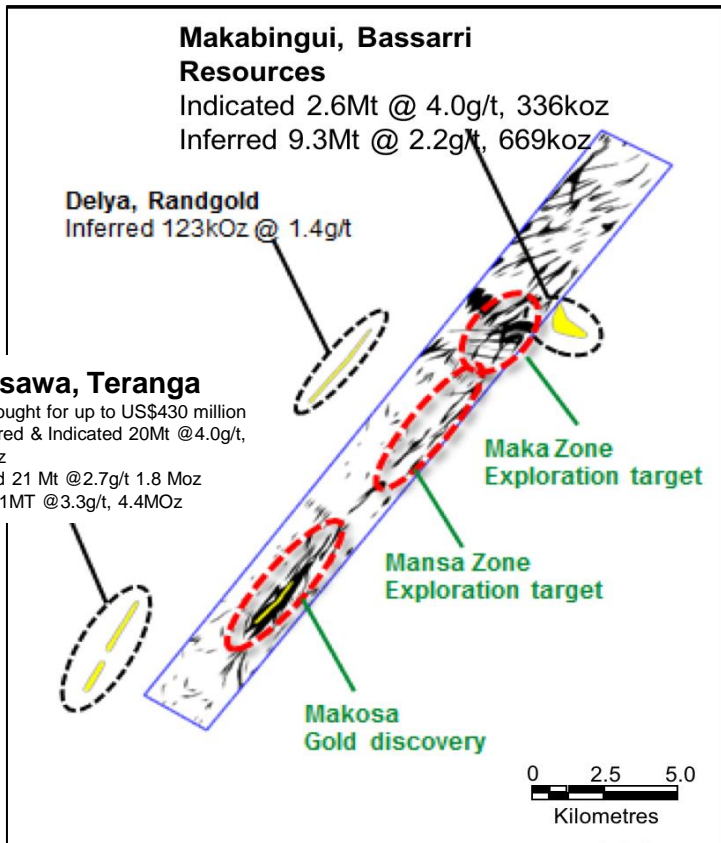 Makabingui, Bassarri
Resources
Indicated 2.6Mt @ 4.0g/t, 336koz
Inferred 9.3Mt @ 2.2g/t, 669koz
Delya, Randgold
Inferred 123kOz @ 1.4g/t
sawa, Teranga
ought for up to US$430 million
red & Indicated 20Mt @4.0g/t,
z
d 21 Mt @2.7g/t 1.8 Moz
1MT @3.3g/t, 4.4MOz
Maka Zone
Exploration target
Mansa Zone
Exploration target
Makosa
Gold discovery
0 2.5 5.0
Kilometres